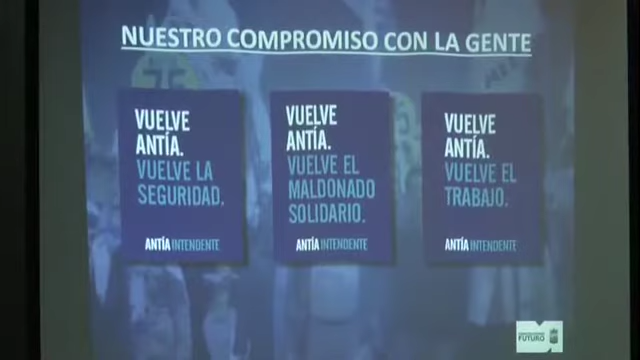 NUESTRO COMPROMISO CON LA GENTE
VUELVE
ANTÍA.
VUELVE LA
SEGURIDAD.
ANTÍA INTENDENTE
VUELVE
ANTÍA.
VUELVE EL
MALDONADO
SOLIDARIO.
ANTÍA INTENDENTE
VUELVE
ANTÍA.
VUELVE EL
TRABAJO.
ANTÍA INTENDENTE
75
FUTURO